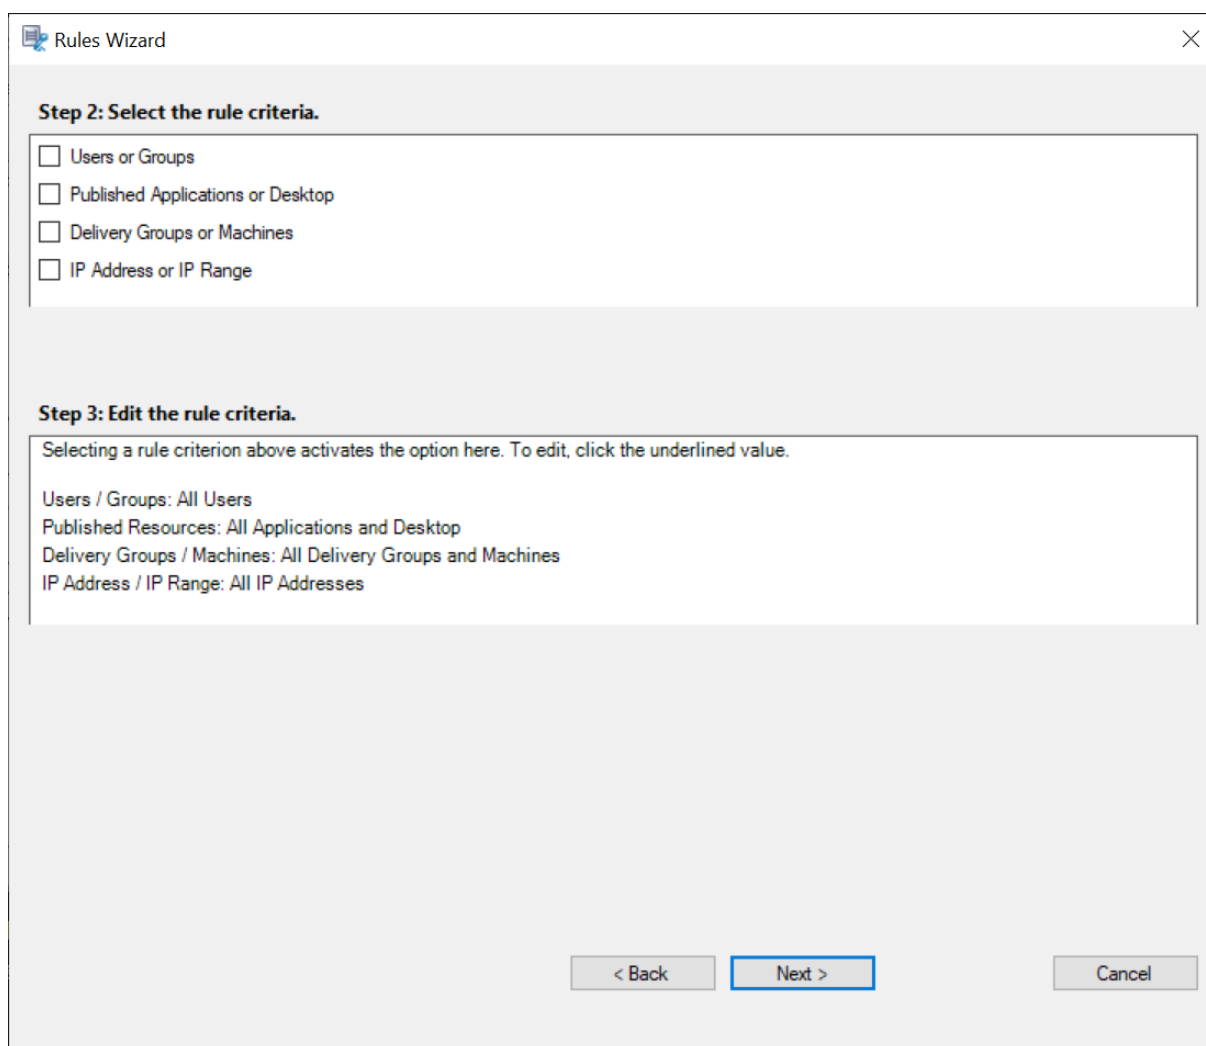 Rules Wizard
Step 2: Select the rule criteria.
Users or Groups
Published Applications or Desktop
Delivery Groups or Machines
IP Address or IP Range
Step 3: Edit the rule criteria.
Selecting a rule criterion above activates the option here. To edit, click the underlined value.
Users / Groups: All Users
Published Resources: All Applications and Desktop
Delivery Groups / Machines: All Delivery Groups and Machines
IP Address / IP Range: All IP Addresses
< Back Next > Cancel